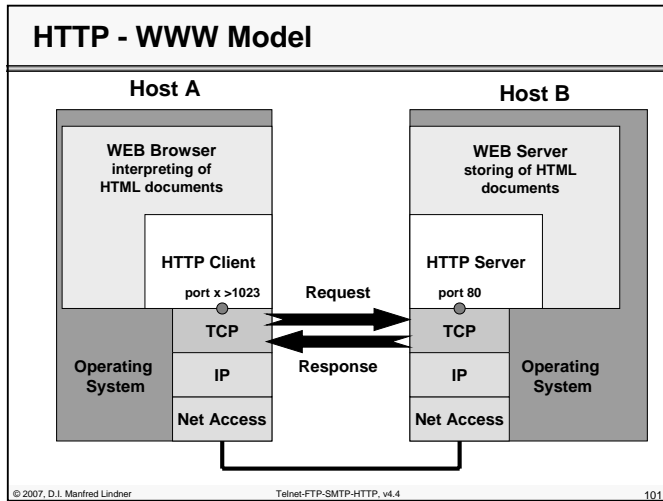 HTTP - WWW Model
Host A
Host B
WEB Browser
interpreting of
HTML documents
WEB Server
storing of HTML
documents
HTTP Client
HTTP Server
port x >1023
Request
port 80
TCP
TCP
Operating
System
IP
Response
IP
Operating
System
Net Access
Net Access
© 2007, D.I. Manfred Lindner
Telnet-FTP-SMTP-HTTP, v4.4
101